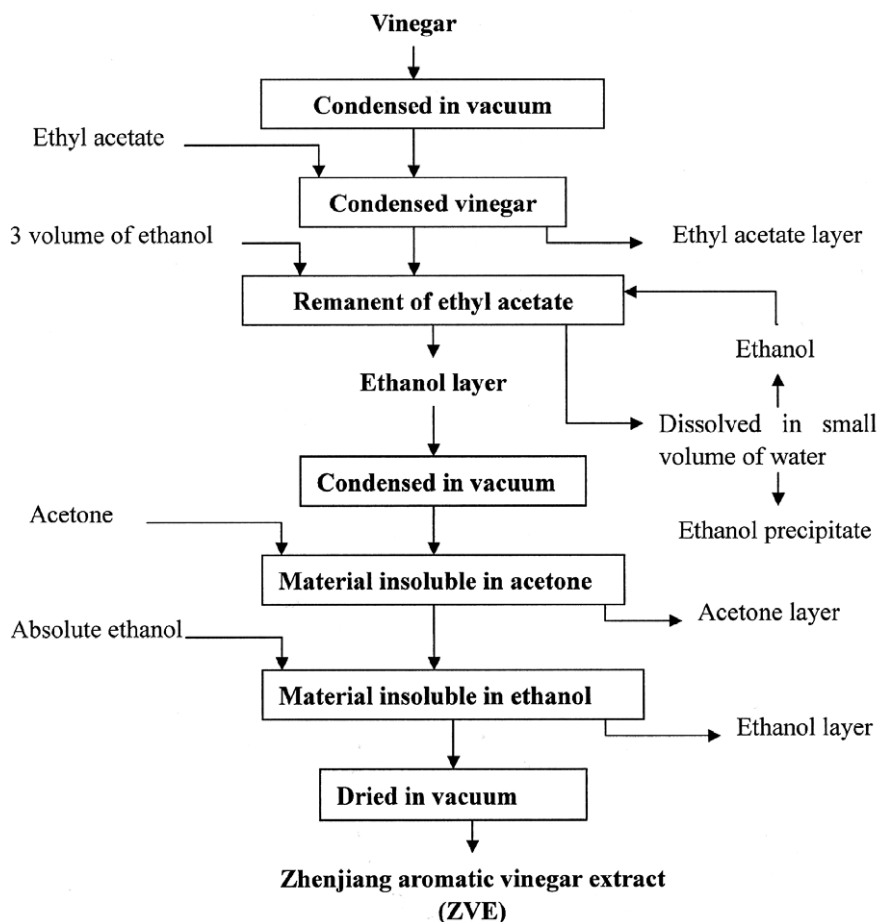 Vinegar
Condensed in vacuum
Ethyl acetate
Condensed vinegar
3 volume of ethanol
Ethyl acetate layer
Remanent of ethyl acetate
Ethanol
Ethanol layer
Dissolved in small
volume of water
Condensed in vacuum
Acetone
Ethanol precipitate
Material insoluble in acetone
Acetone layer
Absolute ethanol
Material insoluble in ethanol
Ethanol layer
Dried in vacuum
Zhenjiang aromatic vinegar extract
(ZVE)